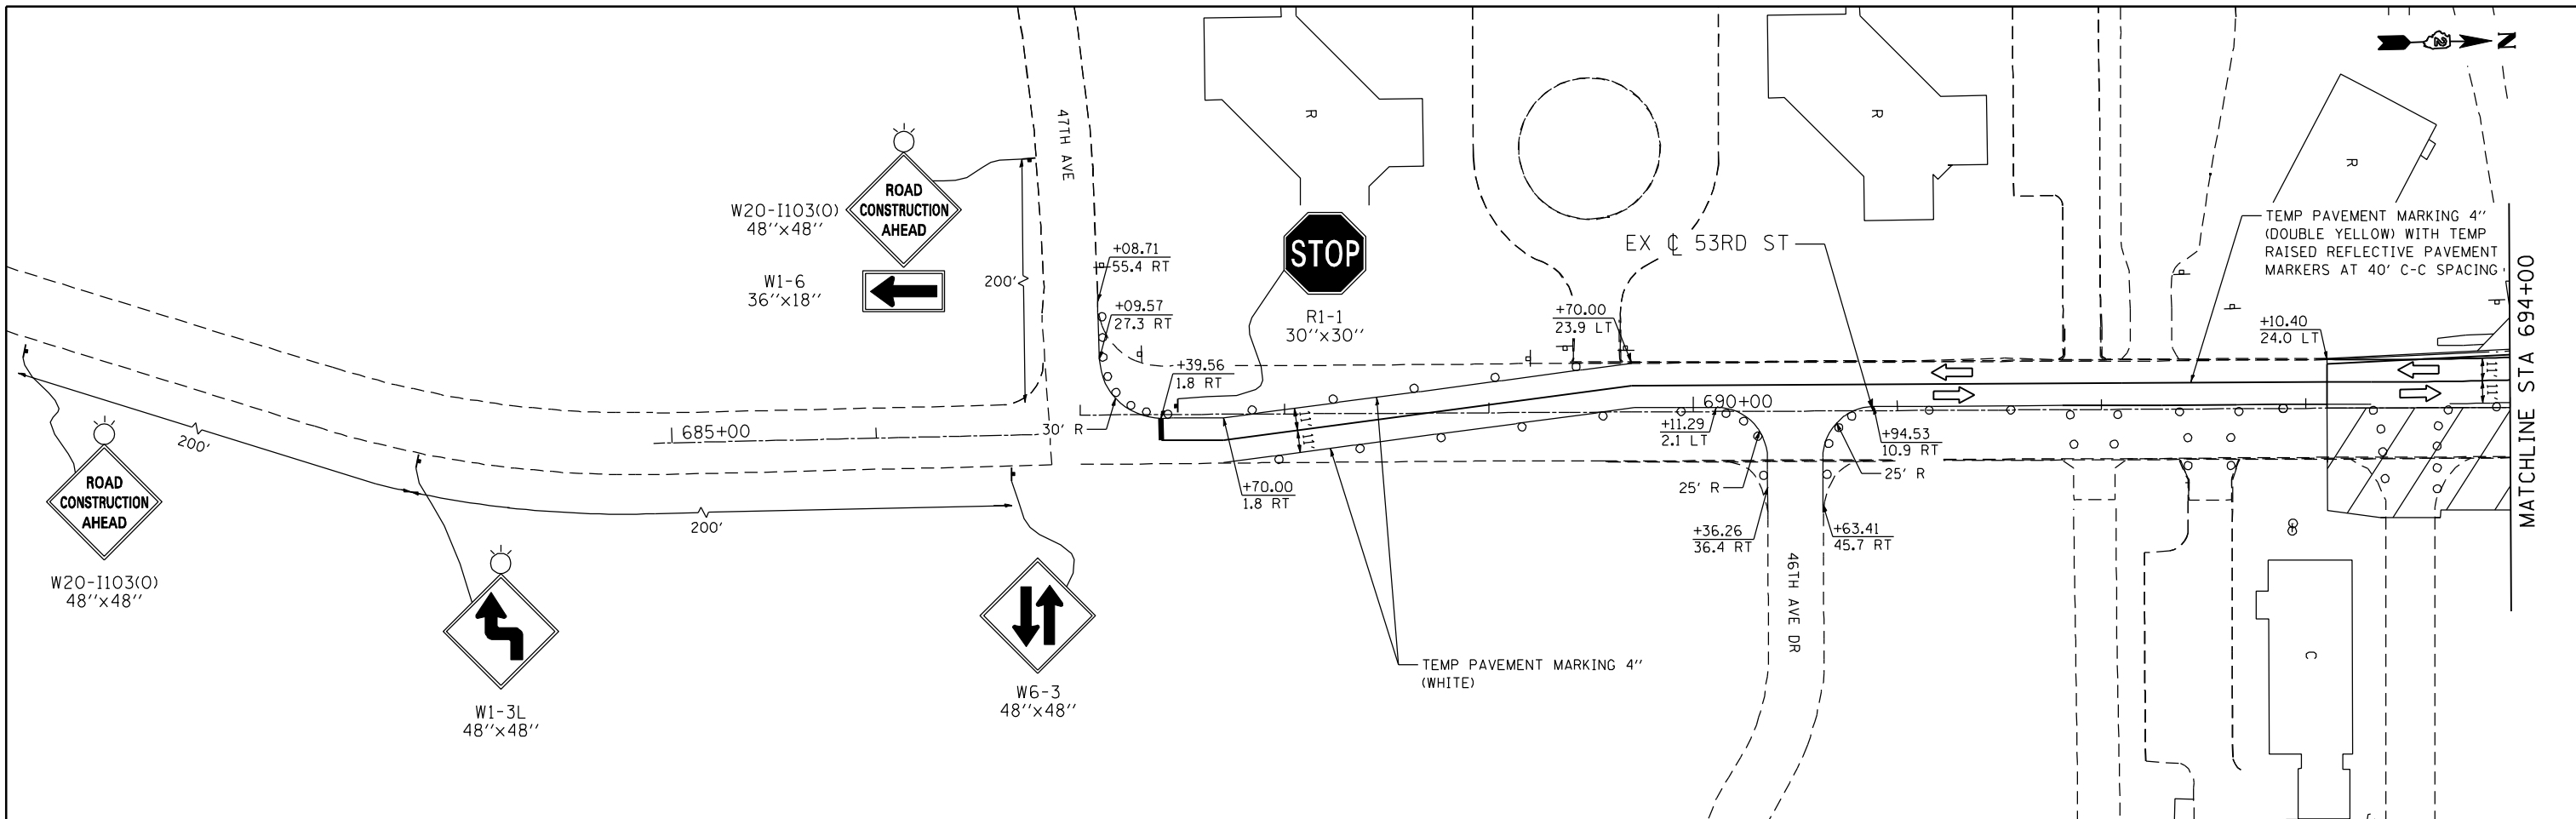 N
2
47TH AVE
R
R
R
ROAD
CONSTRUCTION
AHEAD
W20-I103(O)
48''x48''
W1-6
36''x18''
200'
+08.71
55.4 RT
+09.57
27.3 RT
STOP
R1-1
30''x30''
EX ℄ 53RD ST
+70.00
23.9 LT
TEMP PAVEMENT MARKING 4''
(DOUBLE YELLOW) WITH TEMP
RAISED REFLECTIVE PAVEMENT
MARKERS AT 40' C-C SPACING
+10.40
24.0 LT
MATCHLINE STA 694+00
11'
11'
+39.56
1.8 RT
30' R
685+00
690+00
11'
11'
+11.29
2.1 LT
+94.53
10.9 RT
25' R
25' R
+70.00
1.8 RT
+36.26
36.4 RT
+63.41
45.7 RT
46TH AVE DR
200'
200'
ROAD
CONSTRUCTION
AHEAD
W20-I103(O)
48''x48''
W1-3L
48''x48''
W6-3
48''x48''
TEMP PAVEMENT MARKING 4''
(WHITE)
C